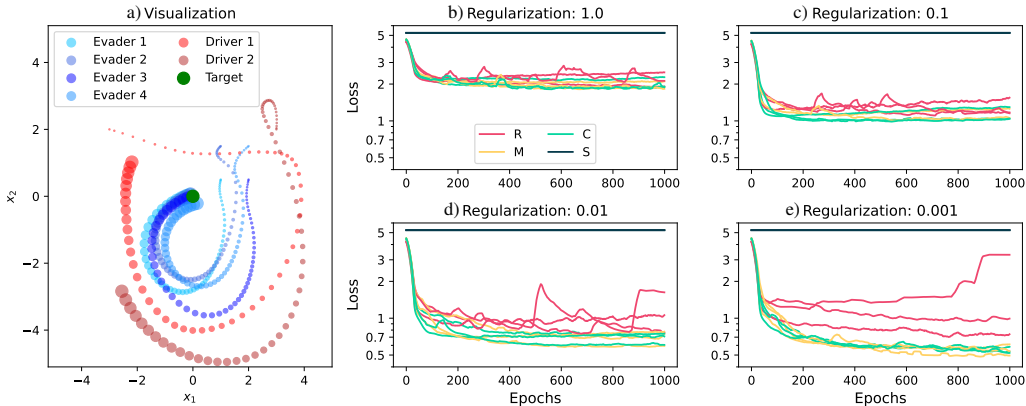 a) Visualization
Evader 1
Evader 2
Evader 3
Evader 4
Driver 1
Driver 2
Target
4
2
0
−2
−4
x2
−4
−2
0
2
4
x1
b) Regularization: 1.0
5
3
2
1
0.7
0.5
Loss
R
M
C
S
0
200
400
600
800
1000
Epochs
c) Regularization: 0.1
5
3
2
1
0.7
0.5
0
200
400
600
800
1000
d) Regularization: 0.01
5
3
2
1
0.7
0.5
Loss
0
200
400
600
800
1000
Epochs
e) Regularization: 0.001
5
3
2
1
0.7
0.5
0
200
400
600
800
1000
Epochs